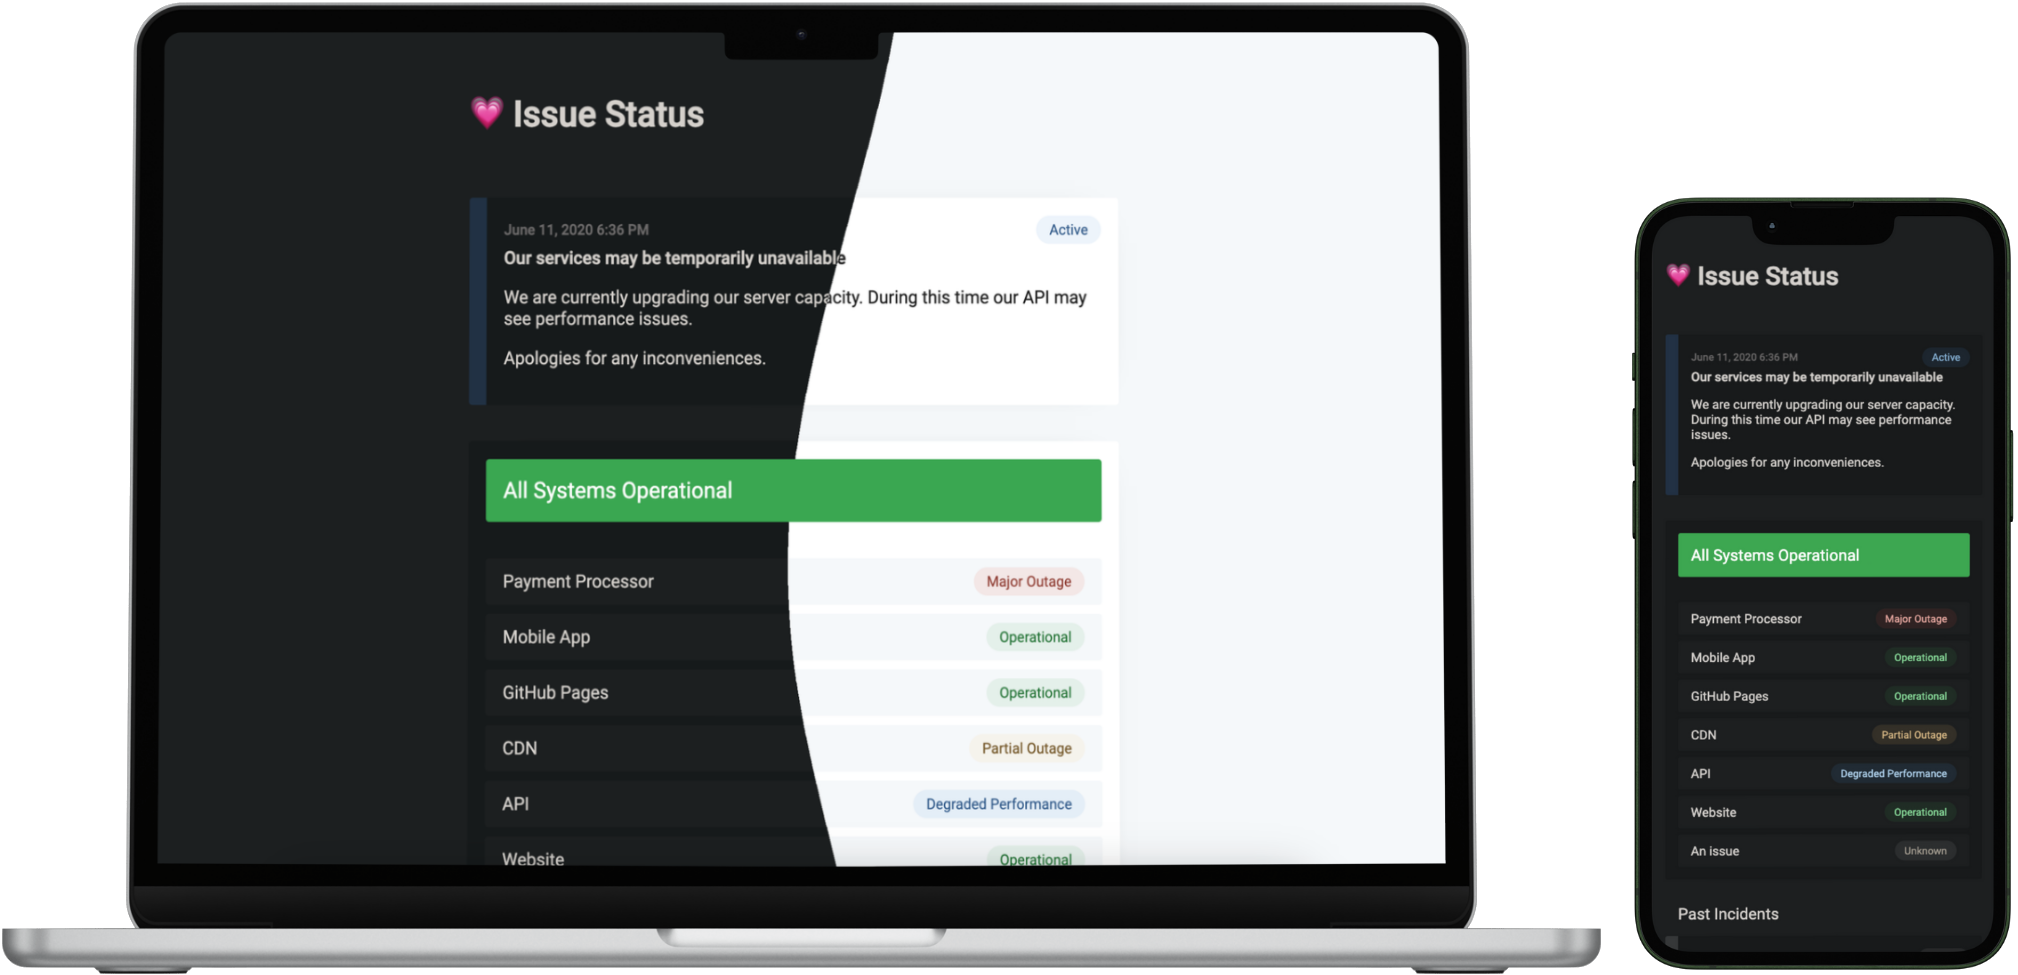 Issue Status
June 11, 2020 6:36 PM
Active
Our services may be temporarily unavailable
We are currently upgrading our server capacity. During this time our API may
see performance issues.
Apologies for any inconveniences.
All Systems Operational
Payment Processor
Major Outage
Mobile App
Operational
GitHub Pages
Operational
CDN
Partial Outage
API
Degraded Performance
Website
Operational
Issue Status
June 11, 2020 6:36 PM
Active
Our services may be temporarily unavailable
We are currently upgrading our server capacity.
During this time our API may see performance
issues.
Apologies for any inconveniences.
All Systems Operational
Payment Processor
Major Outage
Mobile App
Operational
GitHub Pages
Operational
CDN
Partial Outage
API
Degraded Performance
Website
Operational
An issue
Unknown
Past Incidents